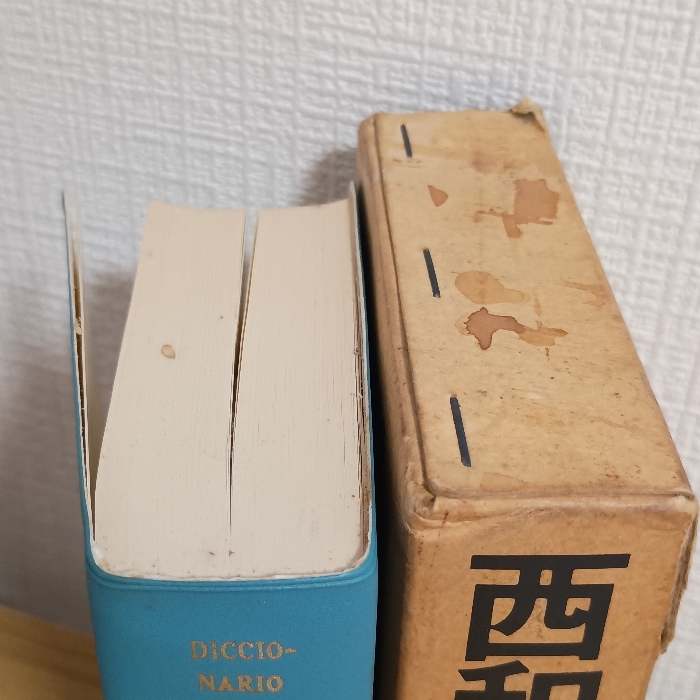 DICCIO-
NARIO
西
和